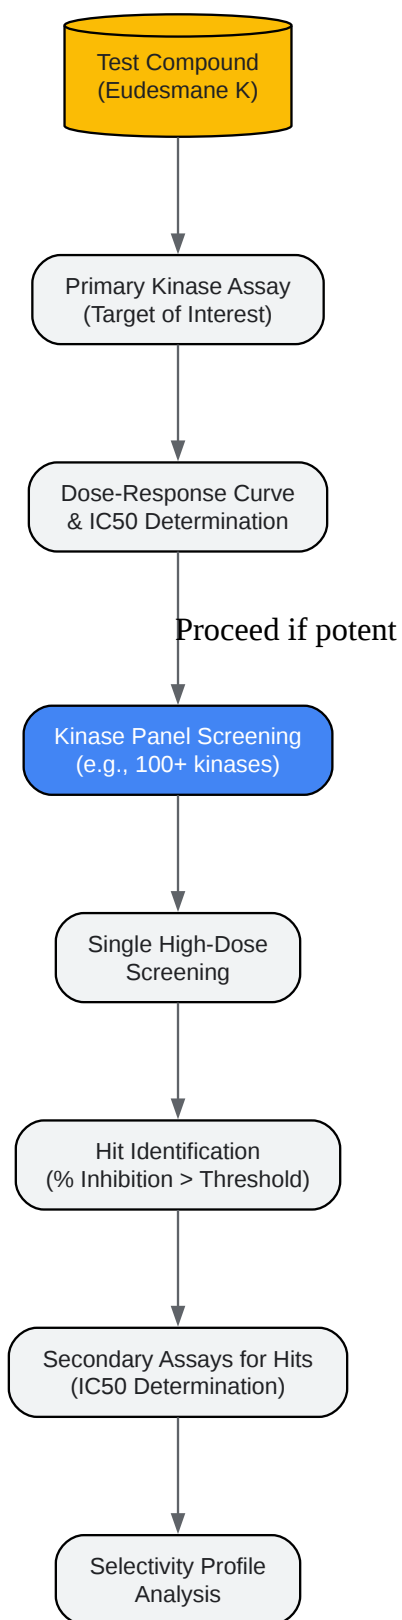 Test Compound
(Eudesmane K)
Primary Kinase Assay
(Target of Interest)
Dose-Response Curve
& IC50 Determination
Proceed if potent
Kinase Panel Screening
(e.g., 100+ kinases)
Single High-Dose
Screening
Hit Identification
(% Inhibition > Threshold)
Secondary Assays for Hits
(IC50 Determination)
Selectivity Profile
Analysis